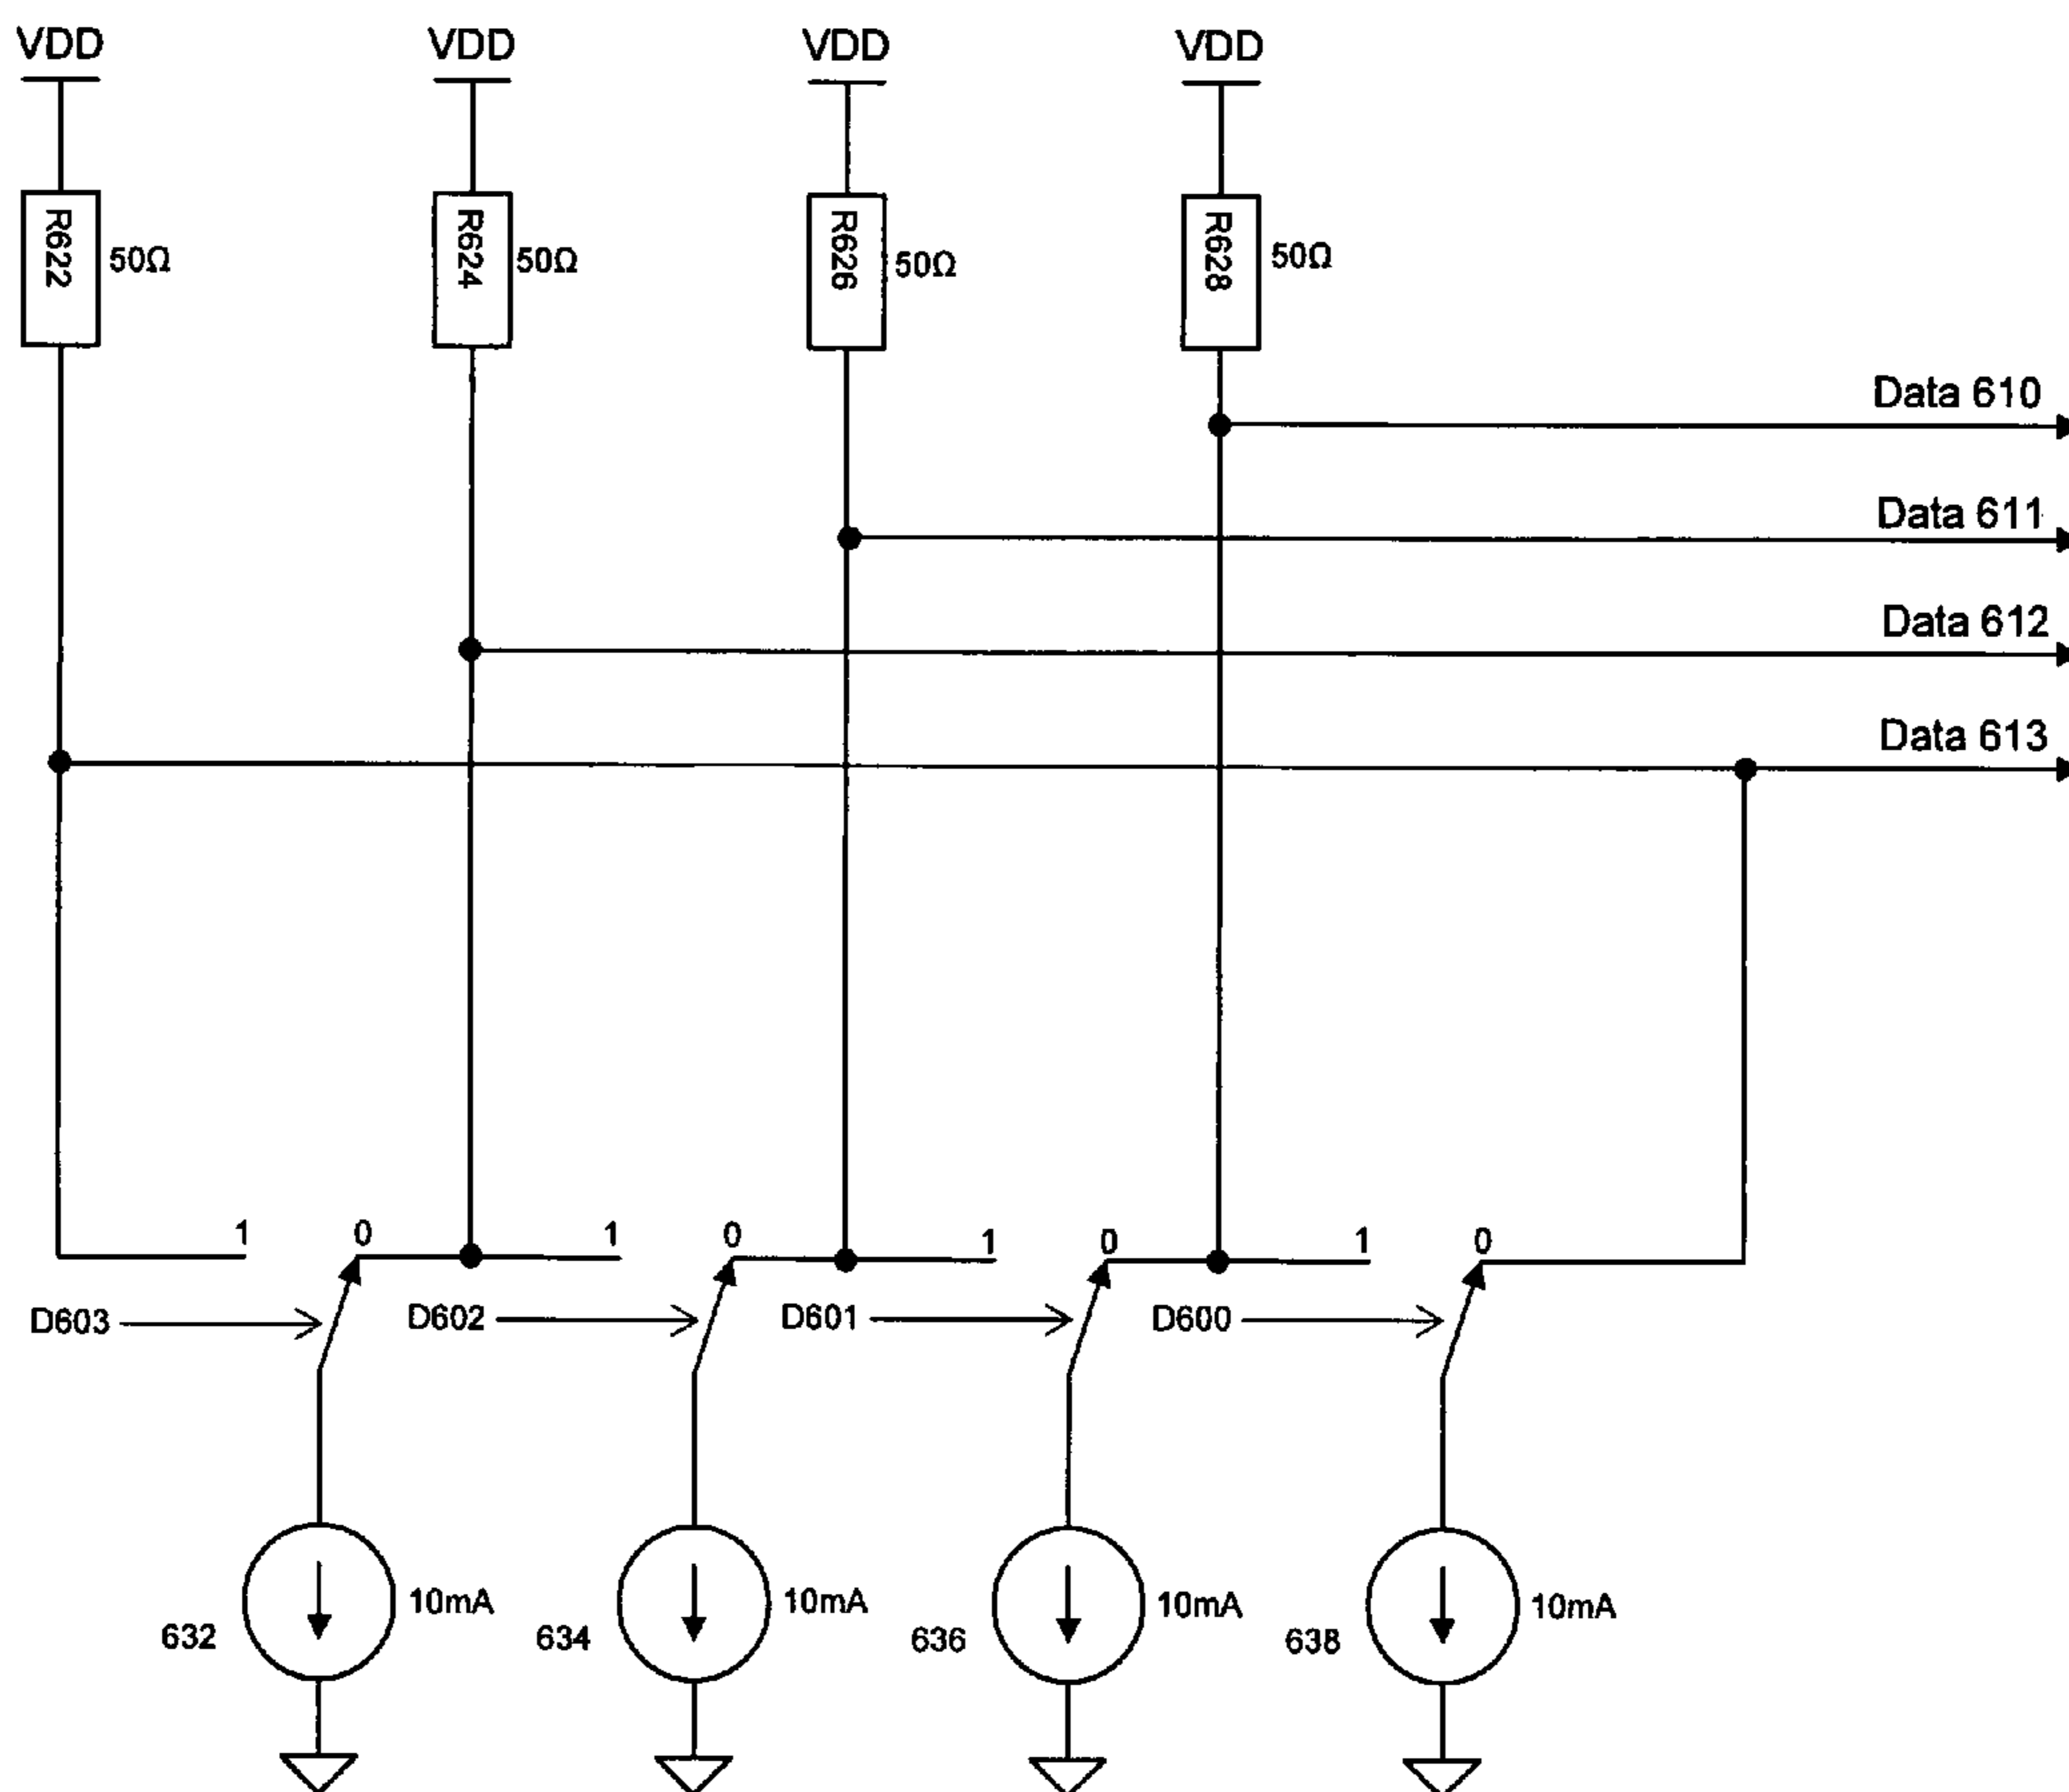 VDD VDD VDD VDD
R622 50Ω R624 50Ω R626 50Ω R628 50Ω
Data 610
Data 611
Data 612
Data 613
1 0 1 0 1 0 1 0
D603 D602 D601 D600
10mA 10mA 10mA 10mA
632 634 636 638